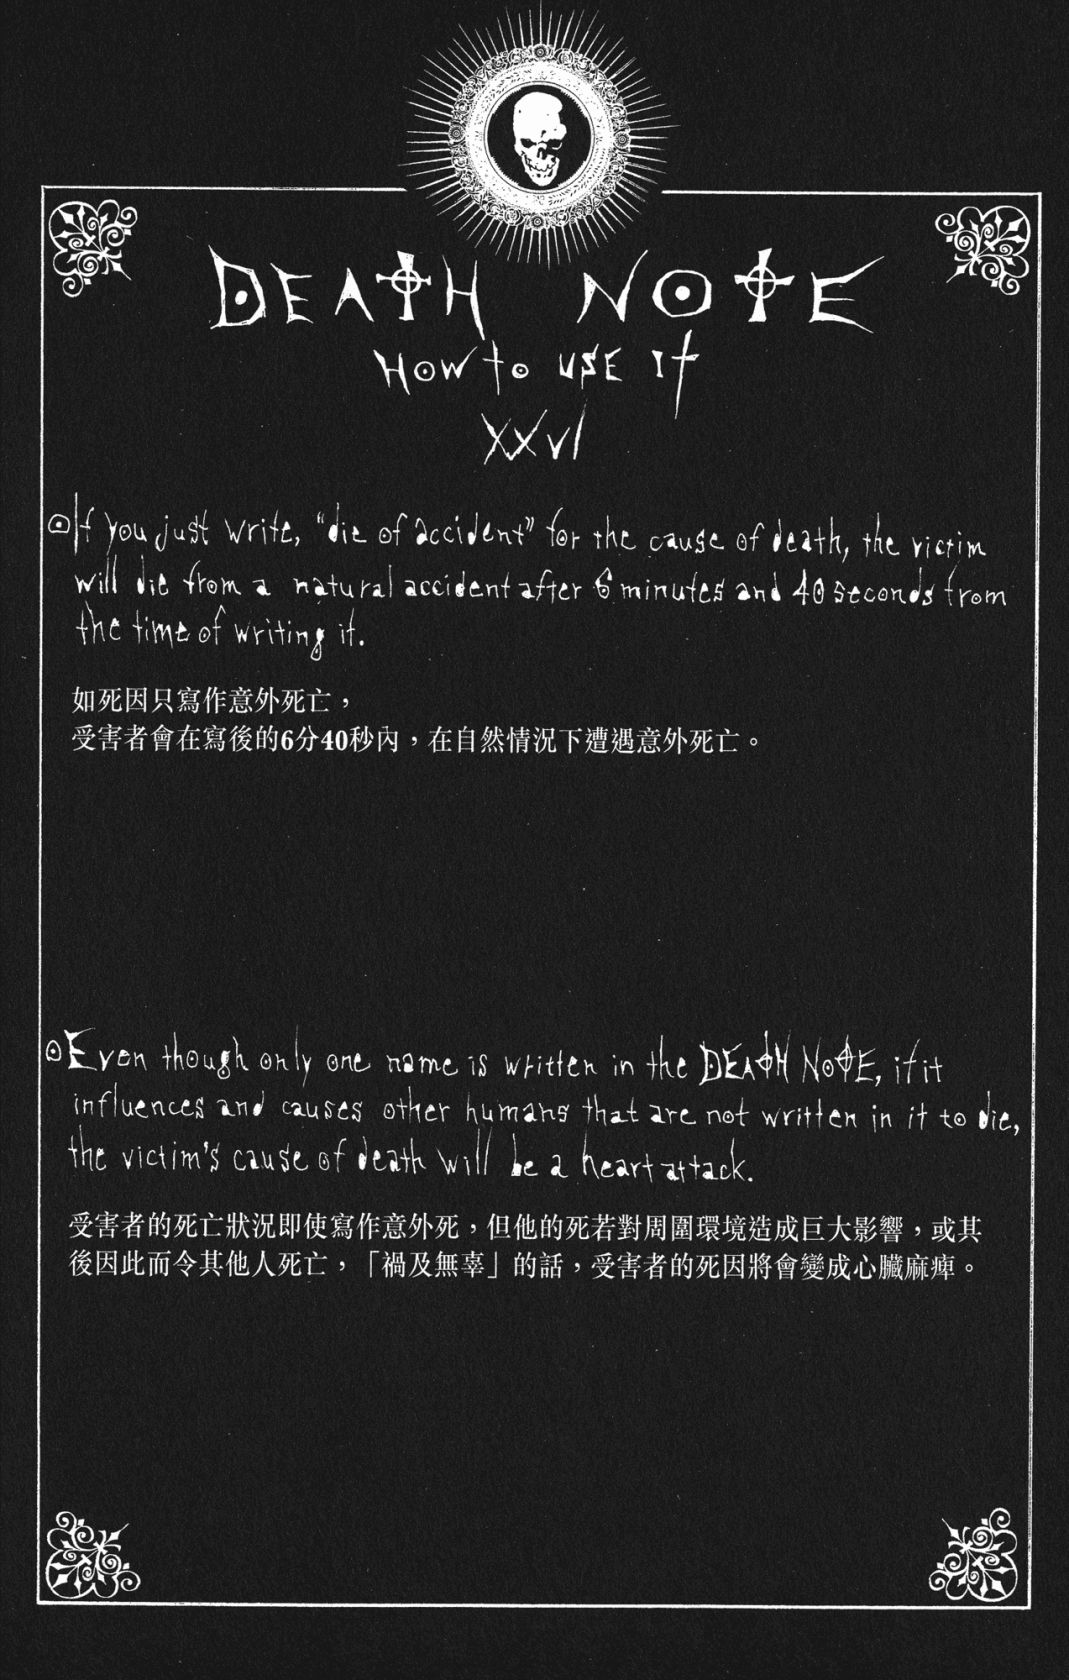 DEATH NOTE
HOW to USE It
XXVI
If you just write, “die of accident” for the cause of death, the victim
will die from a natural accident after 6 minutes and 40 seconds from
the time of writing it.
如死因只寫作意外死亡，
受害者會在寫後的6分40秒內，在自然情況下遭遇意外死亡。
Even though only one name is written in the DEATH NOTE, if it
influences and causes other humans that are not written in it to die,
the victim's cause of death will be a heart attack.
受害者的死亡狀況即使寫作意外死，但他的死若對周圍環境造成巨大影響，或其
後因此而令其他人死亡，「禍及無辜」的話，受害者的死因將會變成心臟麻痺。